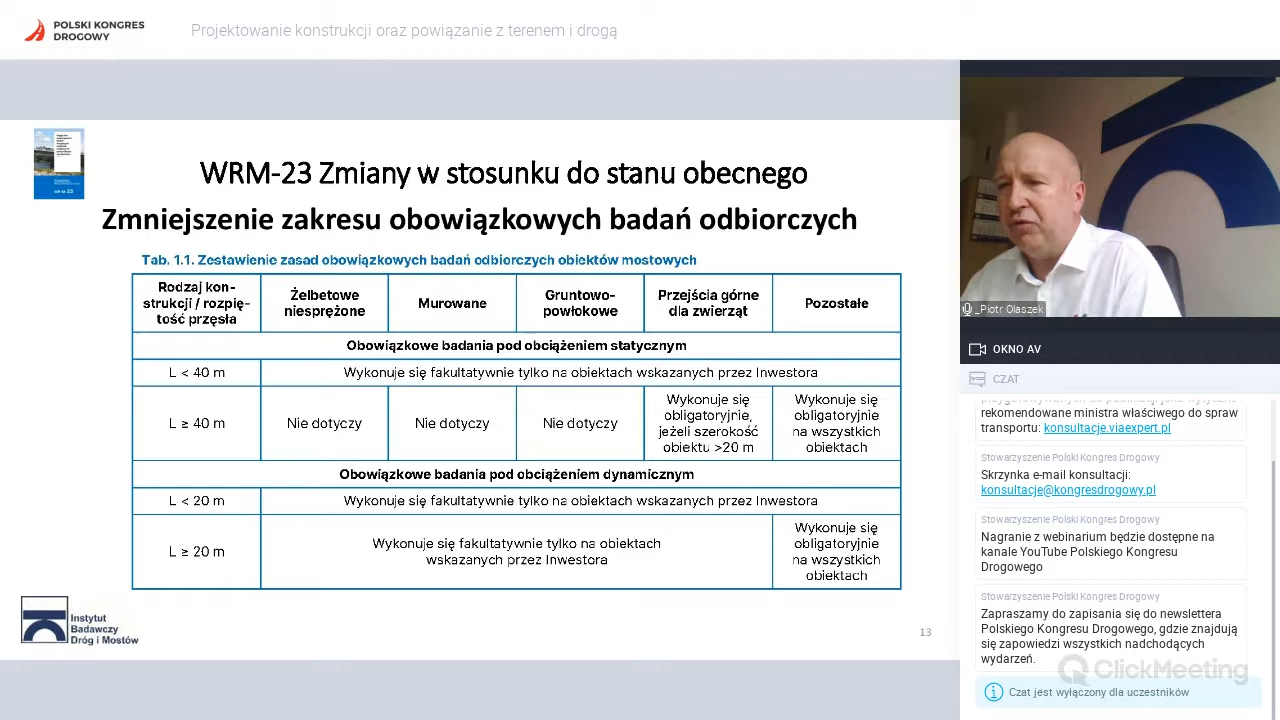 POLSKI KONGRES
DROGOWY
Projektowanie konstrukcji oraz powiązanie z terenem i drogą
WRM-23 Zmiany w stosunku do stanu obecnego
Zmniejszenie zakresu obowiązkowych badań odbiorczych
Tab. 1.1. Zestawienie zasad obowiązkowych badań odbiorczych obiektów mostowych
Rodzaj kon-
strukcji / rozpię-
tość przęsła
Żelbetowe
niesprężone
Murowane
Gruntowo-
powłokowe
Przejścia górne
dla zwierząt
Pozostałe
Obowiązkowe badania pod obciążeniem statycznym
L < 40 m
Wykonuje się fakultatywnie tylko na obiektach wskazanych przez Inwestora
L ≥ 40 m
Nie dotyczy
Nie dotyczy
Nie dotyczy
Wykonuje się
obligatoryjnie,
jeżeli szerokość
obiektu >20 m
Wykonuje się
obligatoryjnie
na wszystkich
obiektach
Obowiązkowe badania pod obciążeniem dynamicznym
L < 20 m
Wykonuje się fakultatywnie tylko na obiektach wskazanych przez Inwestora
L ≥ 20 m
Wykonuje się fakultatywnie tylko na obiektach
wskazanych przez Inwestora
Wykonuje się
obligatoryjnie
na wszystkich
obiektach
Instytut
Badawczy
Dróg i Mostów
13
_Piotr Olaszek
OKNO AV
CZAT
rekomendowane ministra właściwego do spraw
transportu: konsultacje.viaexpert.pl
Stowarzyszenie Polski Kongres Drogowy
Skrzynka e-mail konsultacji:
konsultacje@kongresdrogowy.pl
Stowarzyszenie Polski Kongres Drogowy
Nagranie z webinarium będzie dostępne na
kanale YouTube Polskiego Kongresu
Drogowego
Stowarzyszenie Polski Kongres Drogowy
Zapraszamy do zapisania się do newslettera
Polskiego Kongresu Drogowego, gdzie znajdują
się zapowiedzi wszystkich nadchodzących
wydarzeń.
ClickMeeting
Czat jest wyłączony dla uczestników